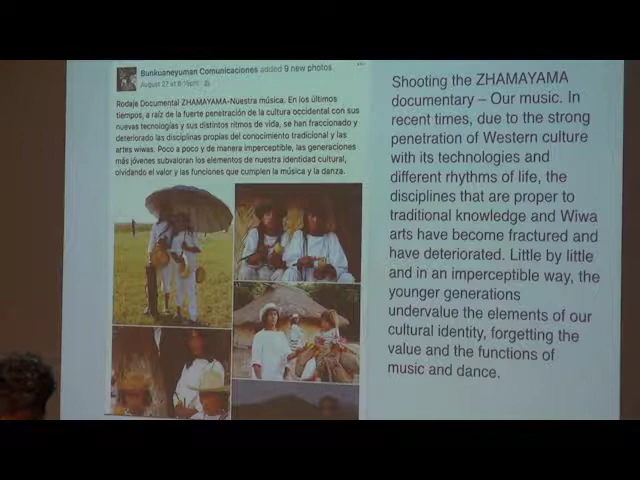 Bunkuaneyuman Comunicaciones added 9 new photos.
August 27 at
Rodaje Documental ZHAMAYAMA-Nuestra música. En los últimos
tiempos, a raíz de la fuerte penetración de la cultura occidental con sus
nuevas tecnologías y sus distintos ritmos de vida, se han fraccionado y
deteriorado las disciplinas propias del conocimiento tradicional y las
artes wiwas. Poco a poco y de manera imperceptible, las generaciones
más jóvenes subvaloran los elementos de nuestra identidad cultural,
olvidando el valor y las funciones que cumplen la música y la danza.
Shooting the ZHAMAYAMA
documentary – Our music. In
recent times, due to the strong
penetration of Western culture
with its technologies and
different rhythms of life, the
disciplines that are proper to
traditional knowledge and Wiwa
arts have become fractured and
have deteriorated. Little by little
and in an imperceptible way, the
younger generations
undervalue the elements of our
cultural identity, forgetting the
value and the functions of
music and dance.